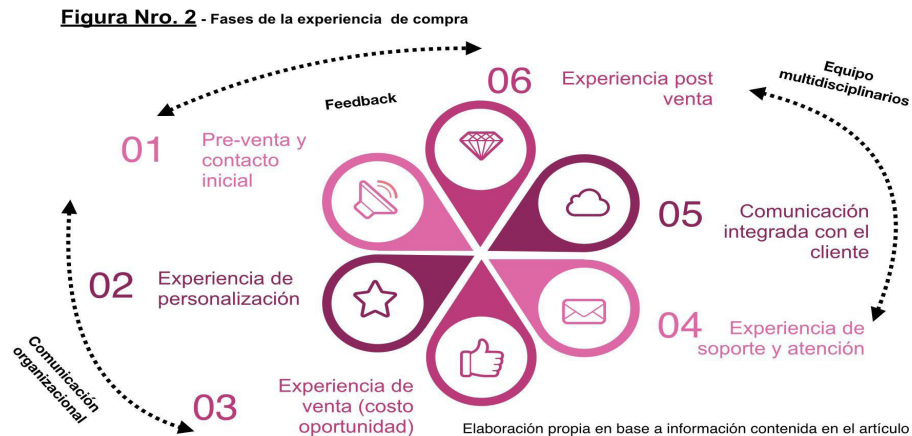 Figura Nro. 2 - Fases de la experiencia de compra
Feedback
01
Pre-venta y
contacto
inicial
02
Experiencia de
personalización
03
Experiencia de
venta (costo
oportunidad)
Comunicación
organizacional
06
Experiencia post
venta
Equipo
multidisciplinarios
05
Comunicación
integrada con el
cliente
04
Experiencia de
soporte y atención
Elaboración propia en base a información contenida en el artículo